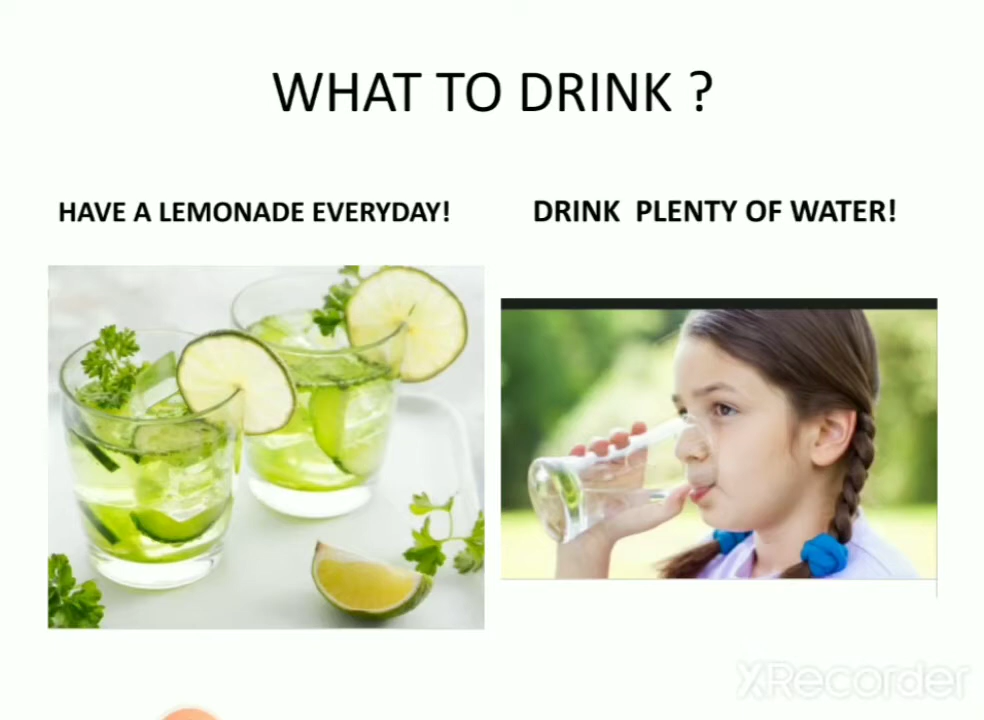 WHAT TO DRINK ?
HAVE A LEMONADE EVERYDAY!
DRINK PLENTY OF WATER!
XRecorder